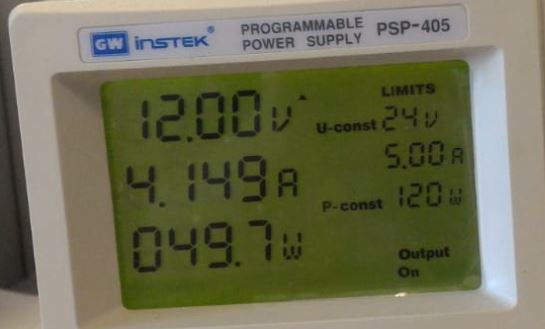 GW INSTEK® PROGRAMMABLE POWER SUPPLY PSP-405
LIMITS
12.00V U-const 24V
5.00A
4.149A
P-const 120W
049.7W
Output
On